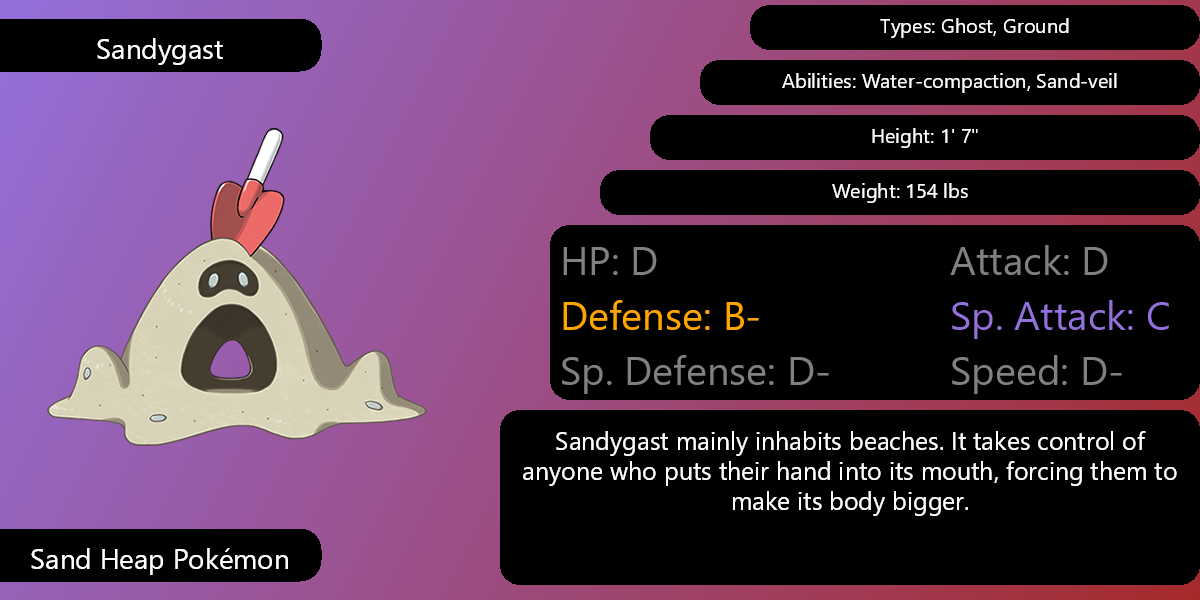 Sandygast
Types: Ghost, Ground
Abilities: Water-compaction, Sand-veil
Height: 1' 7"
Weight: 154 lbs
HP: D
Attack: D
Defense: B-
Sp. Attack: C
Sp. Defense: D-
Speed: D-
Sandygast mainly inhabits beaches. It takes control of
anyone who puts their hand into its mouth, forcing them to
make its body bigger.
Sand Heap Pokémon